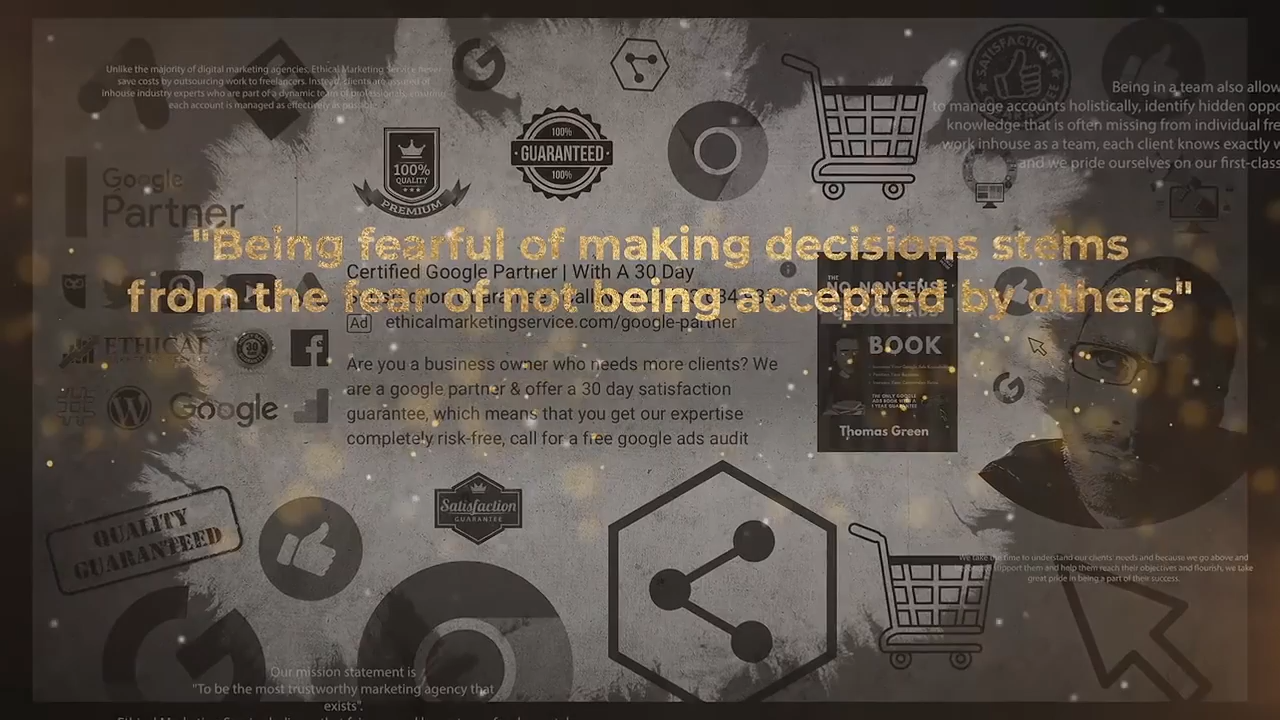 Unlike the majority of digital marketing agencies, Ethical Marketing Service never
save costs by outsourcing work to freelancers. Instead, clients are assured of
inhouse industry experts who are part of a dynamic team of professionals, ensuring
each account is managed as effectively as possible.
SATISFACTION
Being in a team also allow
to manage accounts holistically, identify hidden oppo
knowledge that is often missing from individual fre
work inhouse as a team, each client knows exactly w
and we pride ourselves on our first-class
100%
QUALITY
PREMIUM
100%
GUARANTEED
100%
Google
Partner
"Being fearful of making decisions stems
from the fear of not being accepted by others"
Certified Google Partner | With A 30 Day
Ad ethicalmarketingservice.com/google-partner
Are you a business owner who needs more clients? We
are a google partner & offer a 30 day satisfaction
guarantee, which means that you get our expertise
completely risk-free, call for a free google ads audit
THE
NO-NONSENSE
BOOK
Thomas Green
ETHICAL
30
Google
QUALITY
GUARANTEED
Satisfaction
GUARANTEE
We take the time to understand our clients' needs and because we go above and
support them and help them reach their objectives and flourish, we take
great pride in being a part of their success.
Our mission statement is
"To be the most trustworthy marketing agency that
exists".